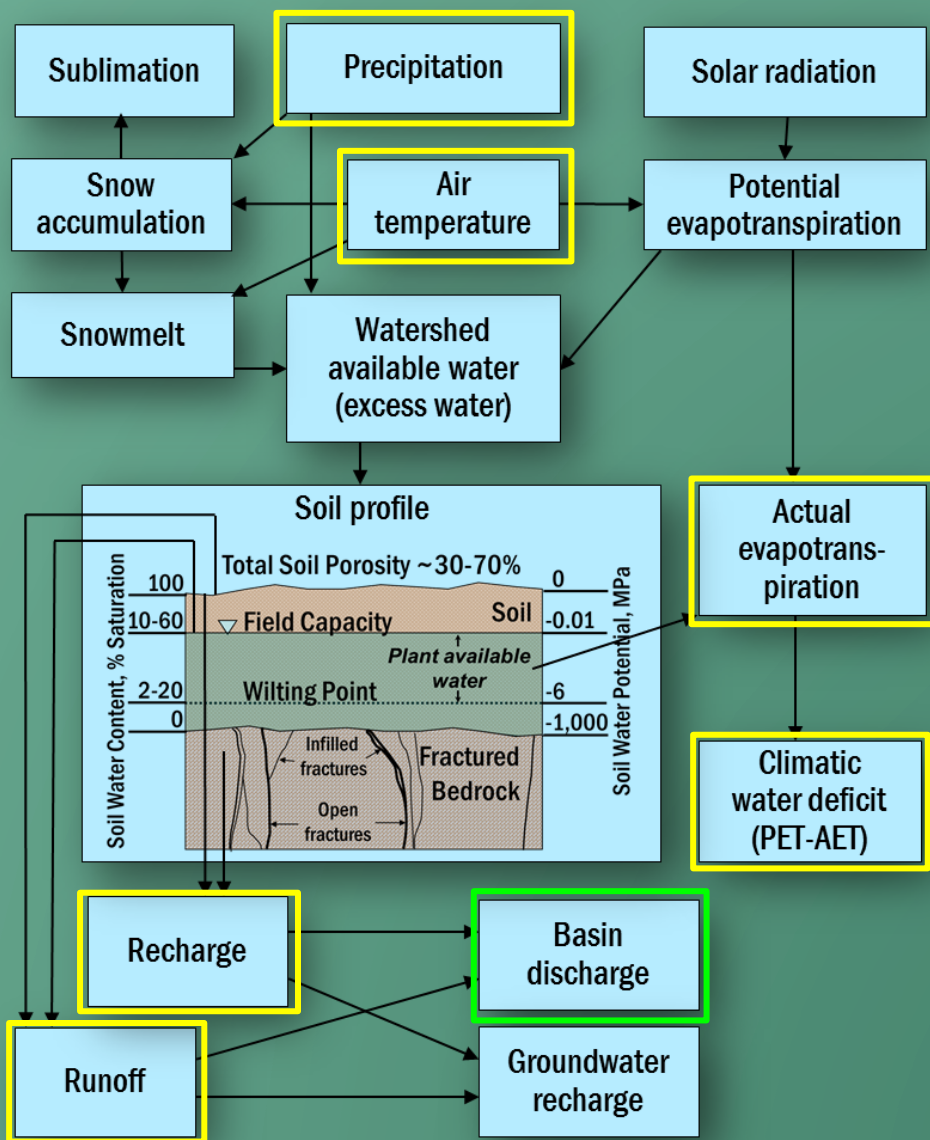 Sublimation
Precipitation
Solar radiation
Snow
accumulation
Air
temperature
Potential
evapotranspiration
Snowmelt
Watershed
available water
(excess water)
Soil profile
Total Soil Porosity ~30-70%
Soil Water Content, % Saturation
100
10-60
2-20
0
Soil
Field Capacity
Plant available
water
Wilting Point
Infilled
fractures
Open
fractures
Fractured
Bedrock
0
-0.01
-6
-1,000
Soil Water Potential, MPa
Actual
evapotrans-
piration
Climatic
water deficit
(PET-AET)
Recharge
Basin
discharge
Runoff
Groundwater
recharge